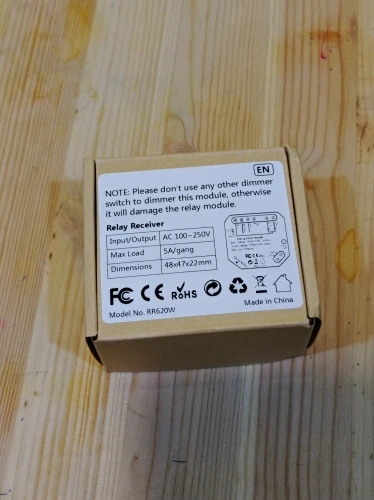 EN
NOTE: Please don't use any other dimmer
switch to dimmer this module, otherwise
it will damage the relay module.
Relay Receiver
Input/Output AC 100~250V
Max Load 5A/gang
Dimensions 48x47x22mm
FC CE RoHS
Model No. RR620W
Made in China